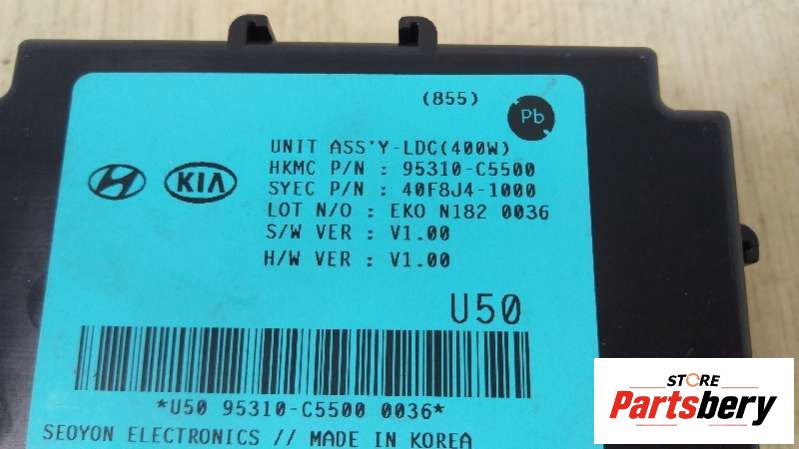 (855)
Pb
UNIT ASS'Y-LDC(400W)
HKMC P/N : 95310-C5500
KIA
SYEC P/N : 40F8J4-1000
LOT N/O : EKO N182 0036
S/W VER : V1.00
H/W VER : V1.00
U50
*U50 95310-C5500 0036*
SEOYON ELECTRONICS // MADE IN KOREA
STORE
Partsbery